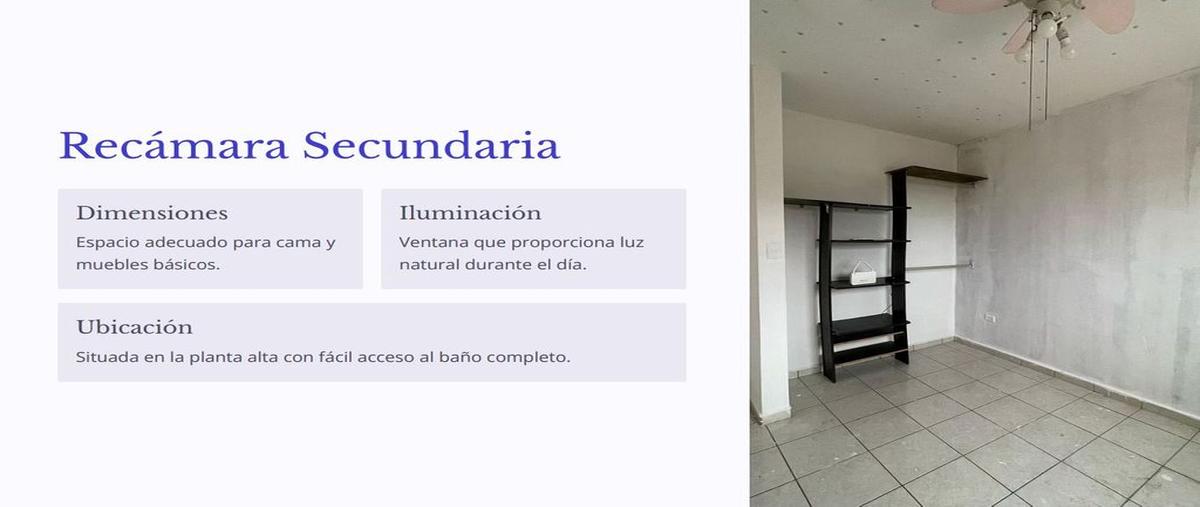 Recámara Secundaria
Dimensiones
Espacio adecuado para cama y
muebles básicos.
Iluminación
Ventana que proporciona luz
natural durante el día.
Ubicación
Situada en la planta alta con fácil acceso al baño completo.